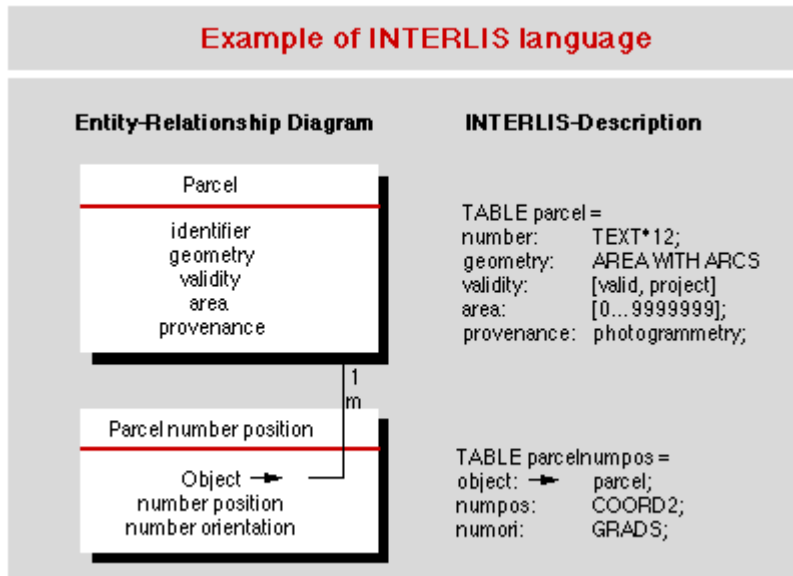 Example of INTERLIS language
Entity-Relationship Diagram
INTERLIS-Description
Parcel
identifier
geometry
validity
area
provenance
TABLE parcel =
number: TEXT*12;
geometry: AREA WITH ARCS
validity: [valid, project]
area: [0...9999999];
provenance: photogrammetry;
1
m
Parcel number position
Object
number position
number orientation
TABLE parcelnumpos =
object: parcel;
numpos: COORD2;
numori: GRADS;